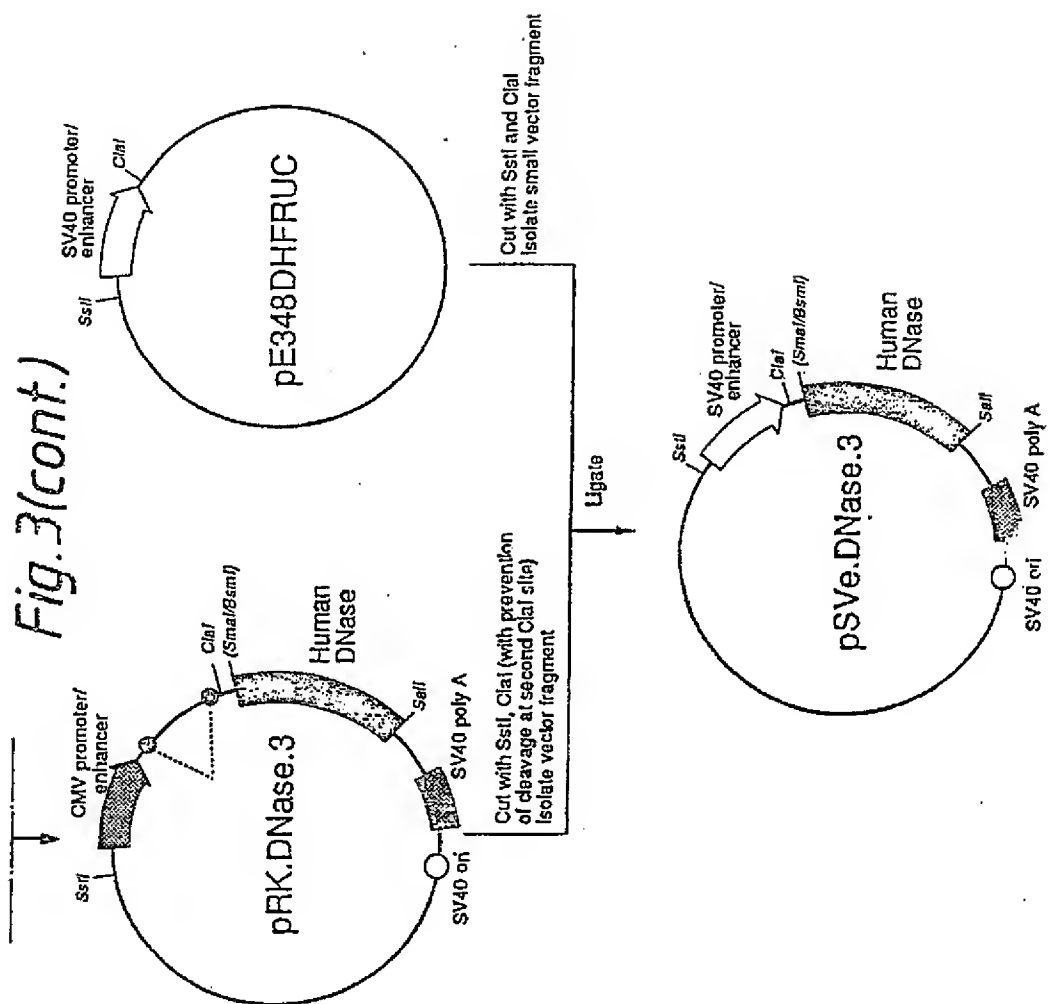 Fig. 3(cont.)
SstI
CMV promoter/
enhancer
ClaI
(SmaI/BsmI)
Human
DNase
SalI
SV40 poly A
SV40 ori
pRK.DNase.3
SstI
SV40 promoter/
enhancer
ClaI
pE348DHFRUC
Cut with SstI, ClaI (with prevention
of cleavage at second ClaI site)
Isolate vector fragment
Cut with SstI and ClaI
Isolate small vector fragment
Ligate
SstI
SV40 promoter/
enhancer
ClaI
(SmaI/BsmI)
Human
DNase
SalI
SV40 poly A
SV40 ori
pSVe.DNase.3